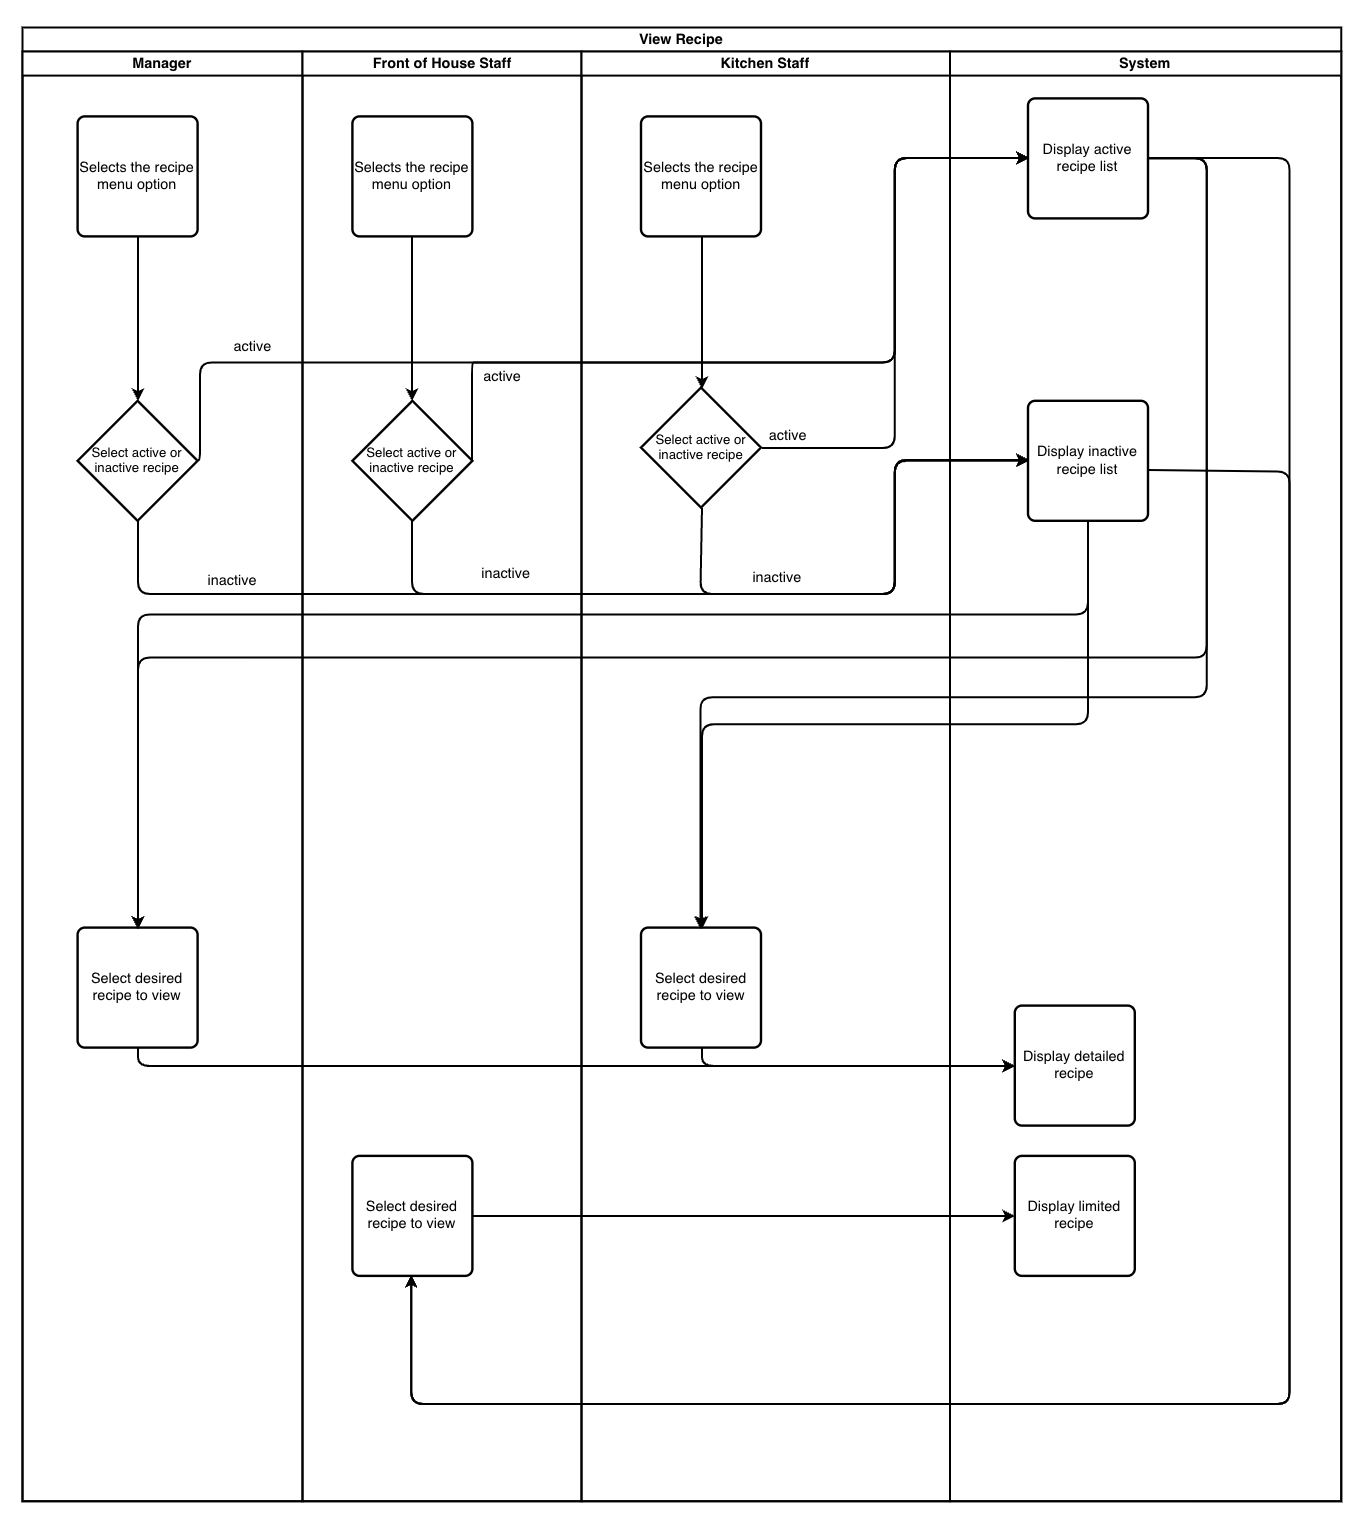 View Recipe
Manager
Front of House Staff
Kitchen Staff
System
Selects the recipe
menu option
Selects the recipe
menu option
Selects the recipe
menu option
Display active
recipe list
active
active
active
Select active or
inactive recipe
Select active or
inactive recipe
Select active or
inactive recipe
Display inactive
recipe list
inactive
inactive
inactive
Select desired
recipe to view
Select desired
recipe to view
Display detailed
recipe
Select desired
recipe to view
Display limited
recipe